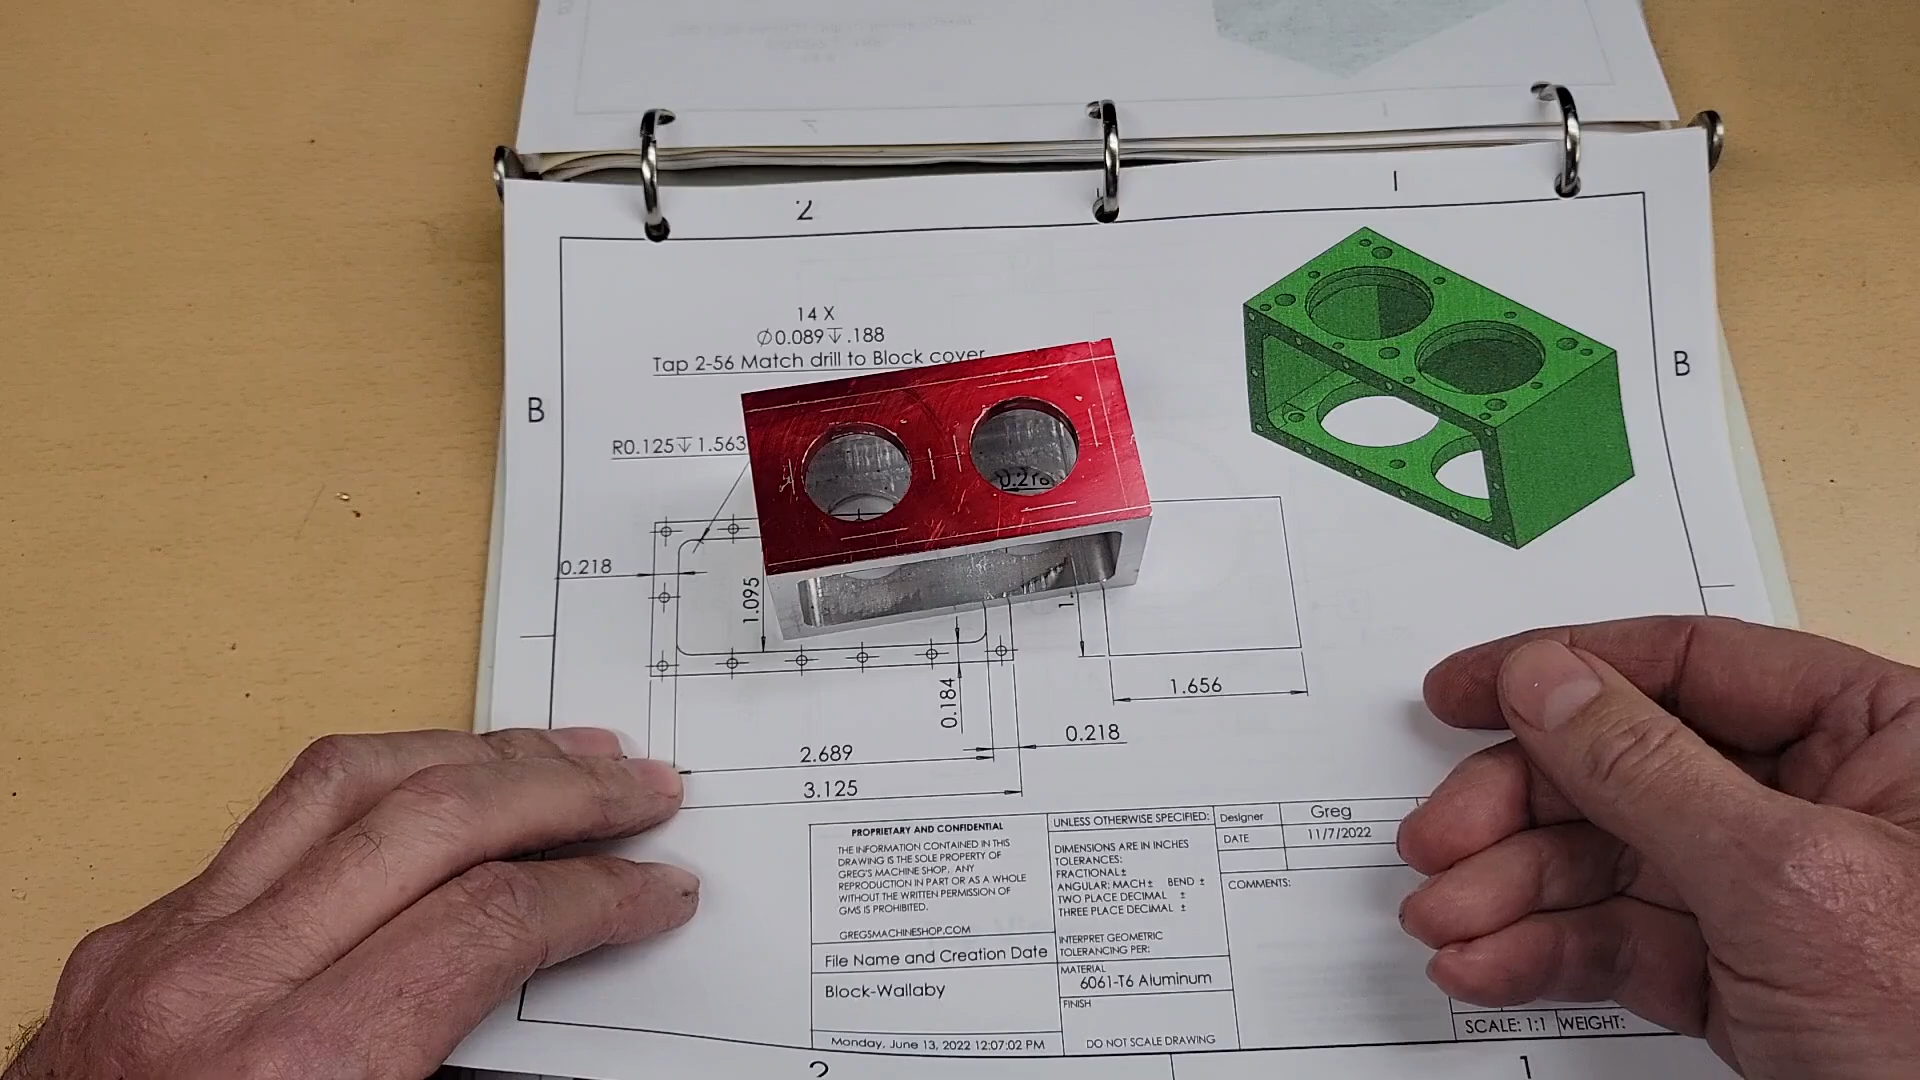 2
1
14 X
∅0.089↧.188
Tap 2-56 Match drill to Block cover
B
B
R0.125↧1.563
0.218
1.095
0.184
1.656
0.218
2.689
3.125
PROPRIETARY AND CONFIDENTIAL
THE INFORMATION CONTAINED IN THIS
DRAWING IS THE SOLE PROPERTY OF
GREG'S MACHINE SHOP. ANY
REPRODUCTION IN PART OR AS A WHOLE
WITHOUT THE WRITTEN PERMISSION OF
GMS IS PROHIBITED.
GREGSMACHINESHOP.COM
File Name and Creation Date
Block-Wallaby
Monday, June 13, 2022 12:07:02 PM
UNLESS OTHERWISE SPECIFIED:
DIMENSIONS ARE IN INCHES
TOLERANCES:
FRACTIONAL±
ANGULAR: MACH± BEND ±
TWO PLACE DECIMAL ±
THREE PLACE DECIMAL ±
INTERPRET GEOMETRIC
TOLERANCING PER:
MATERIAL
6061-T6 Aluminum
FINISH
DO NOT SCALE DRAWING
Designer
Greg
DATE
11/7/2022
COMMENTS:
SCALE: 1:1
WEIGHT:
2
1